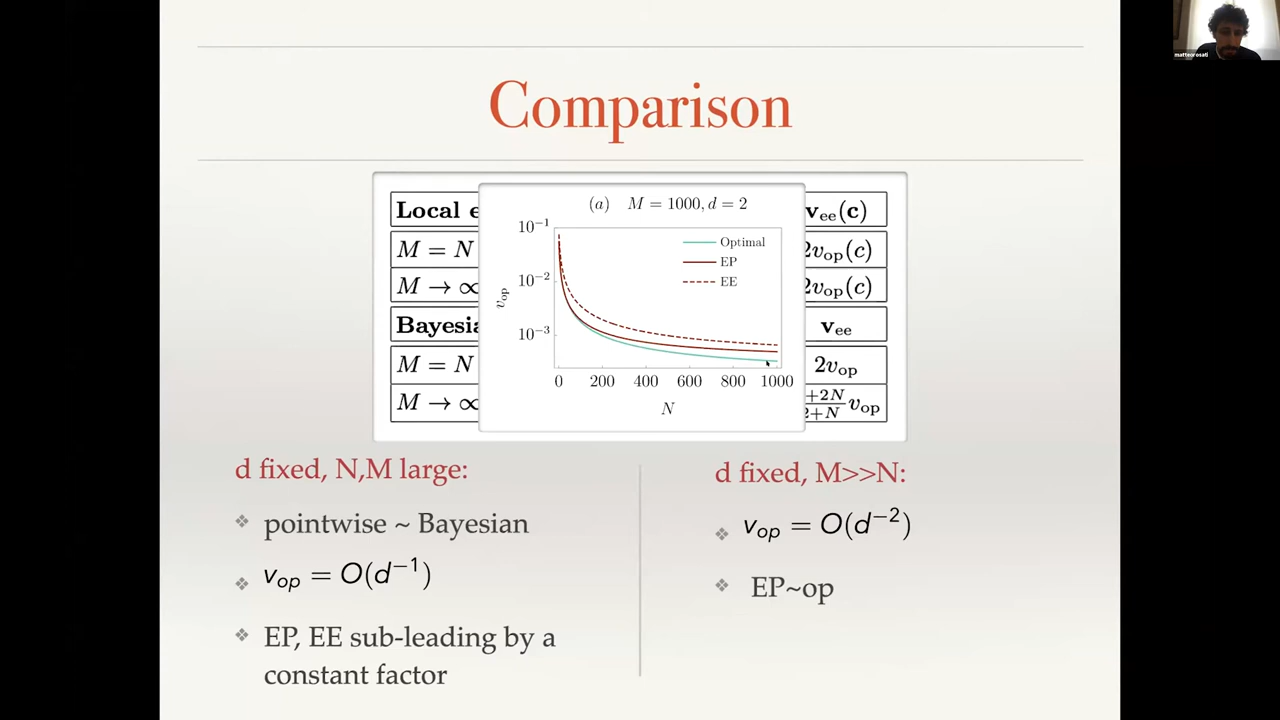 matteorosati
Comparison
Local e
v_ee(c)
M = N
2v_op(c)
M → ∞
2v_op(c)
Bayesia
v_ee
M = N
2v_op
M → ∞
+2N
2+N v_op
(a) M = 1000, d = 2
10^-1
10^-2
10^-3
v_op
Optimal
EP
EE
0 200 400 600 800 1000
N
d fixed, N,M large:
❖ pointwise ~ Bayesian
❖ v_op = O(d^-1)
❖ EP, EE sub-leading by a
constant factor
d fixed, M>>N:
❖ v_op = O(d^-2)
❖ EP~op